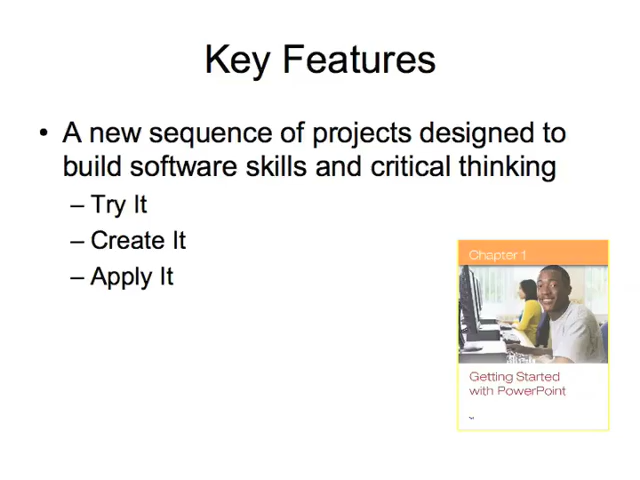 Key Features
• A new sequence of projects designed to
build software skills and critical thinking
– Try It
– Create It
– Apply It
Chapter 1
Getting Started
with PowerPoint